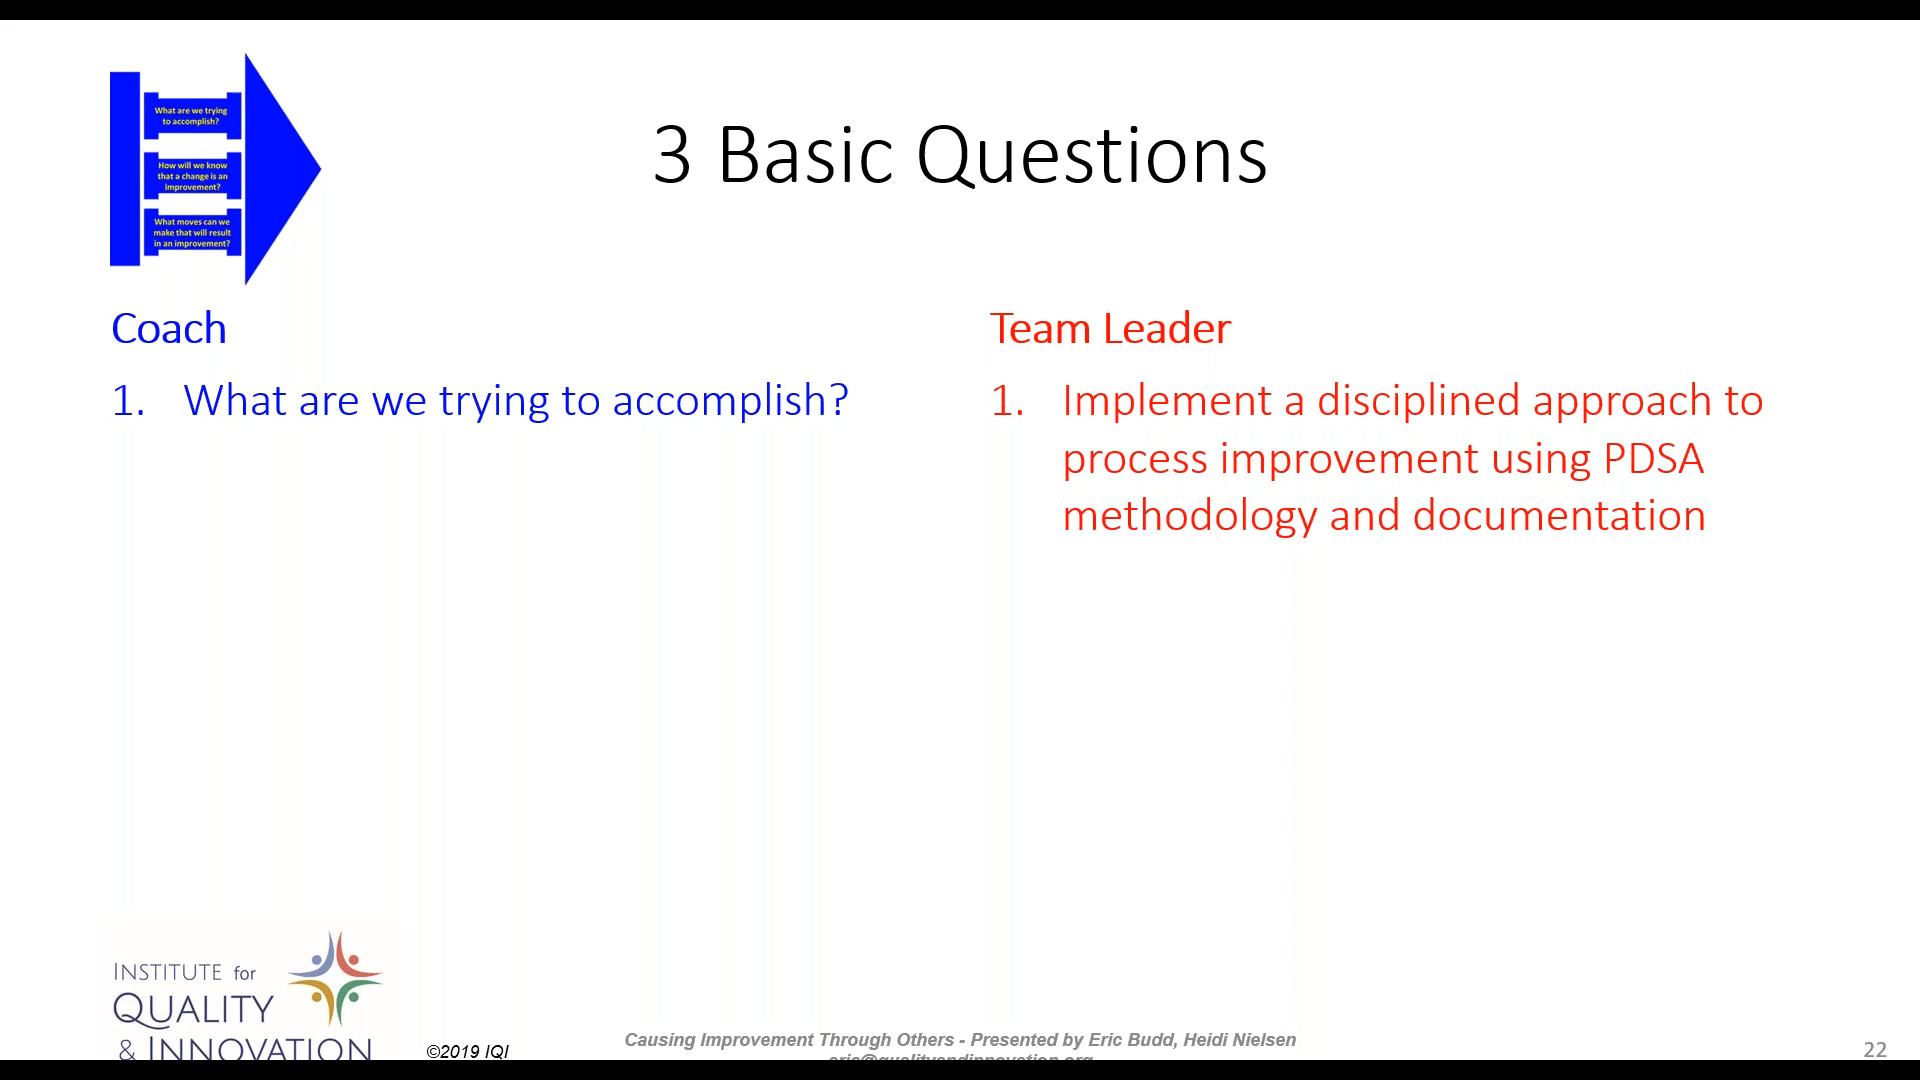 What are we trying
to accomplish?
How will we know
that a change is an
improvement?
What moves can we
make that will result
in an improvement?
3 Basic Questions
Coach
1. What are we trying to accomplish?
Team Leader
1. Implement a disciplined approach to
process improvement using PDSA
methodology and documentation
INSTITUTE for
QUALITY
& INNOVATION
©2019 IQI
Causing Improvement Through Others - Presented by Eric Budd, Heidi Nielsen
eric@qualityandinnovation.org
22